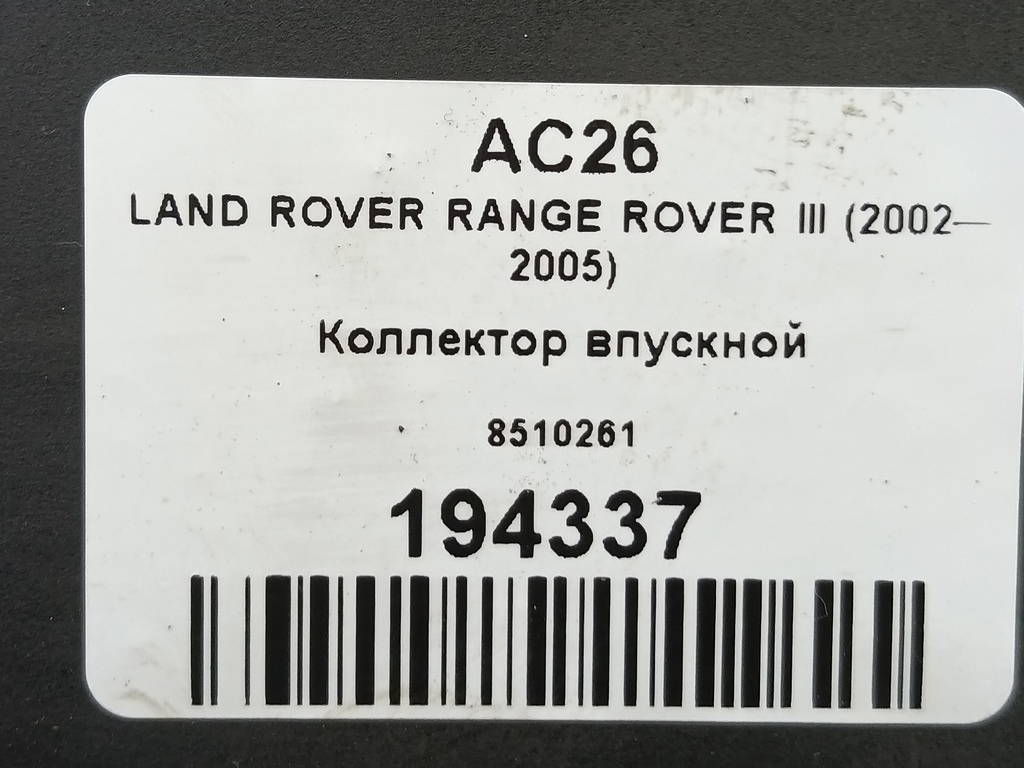 AC26
LAND ROVER RANGE ROVER III (2002—
2005)
Коллектор впускной
8510261
194337